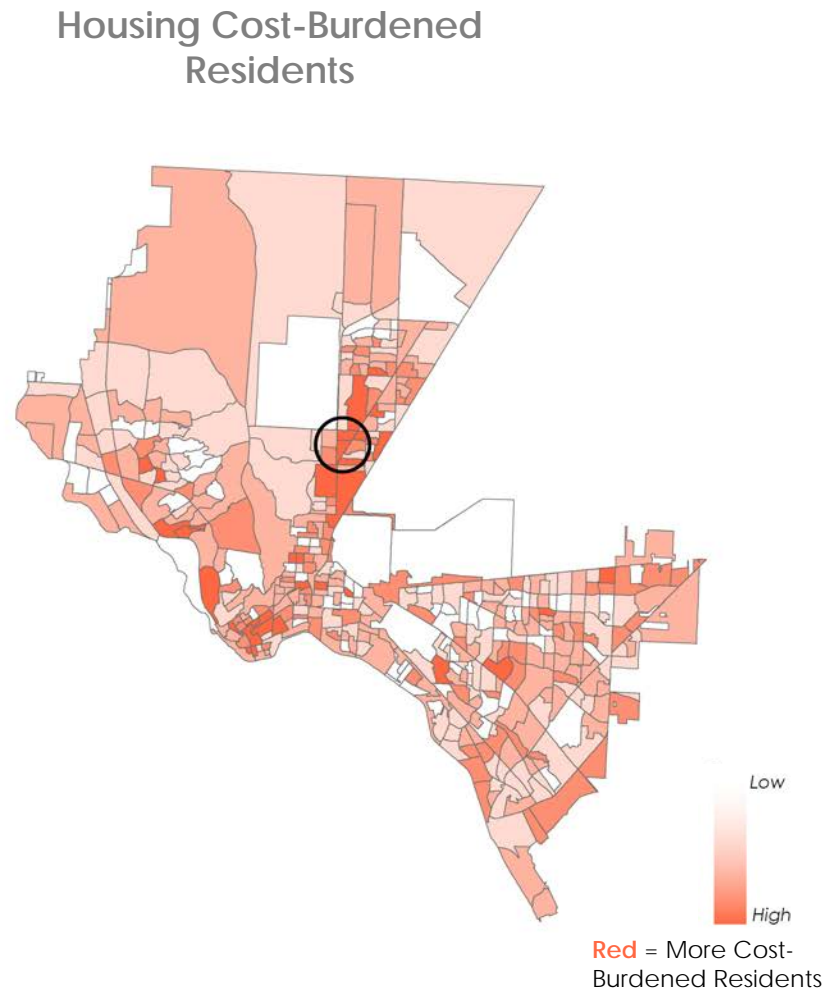 Housing Cost-Burdened
Residents
Low
High
Red = More Cost-
Burdened Residents